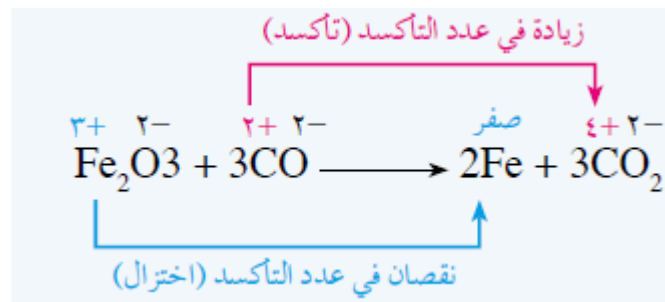 زيادة في عدد التأكسد (تأكسد)
٣+ ٢− ٢+ ٢− صفر ٤+ ٢−
Fe₂O3 + 3CO ⟶ 2Fe + 3CO₂
نقصان في عدد التأكسد (اختزال)